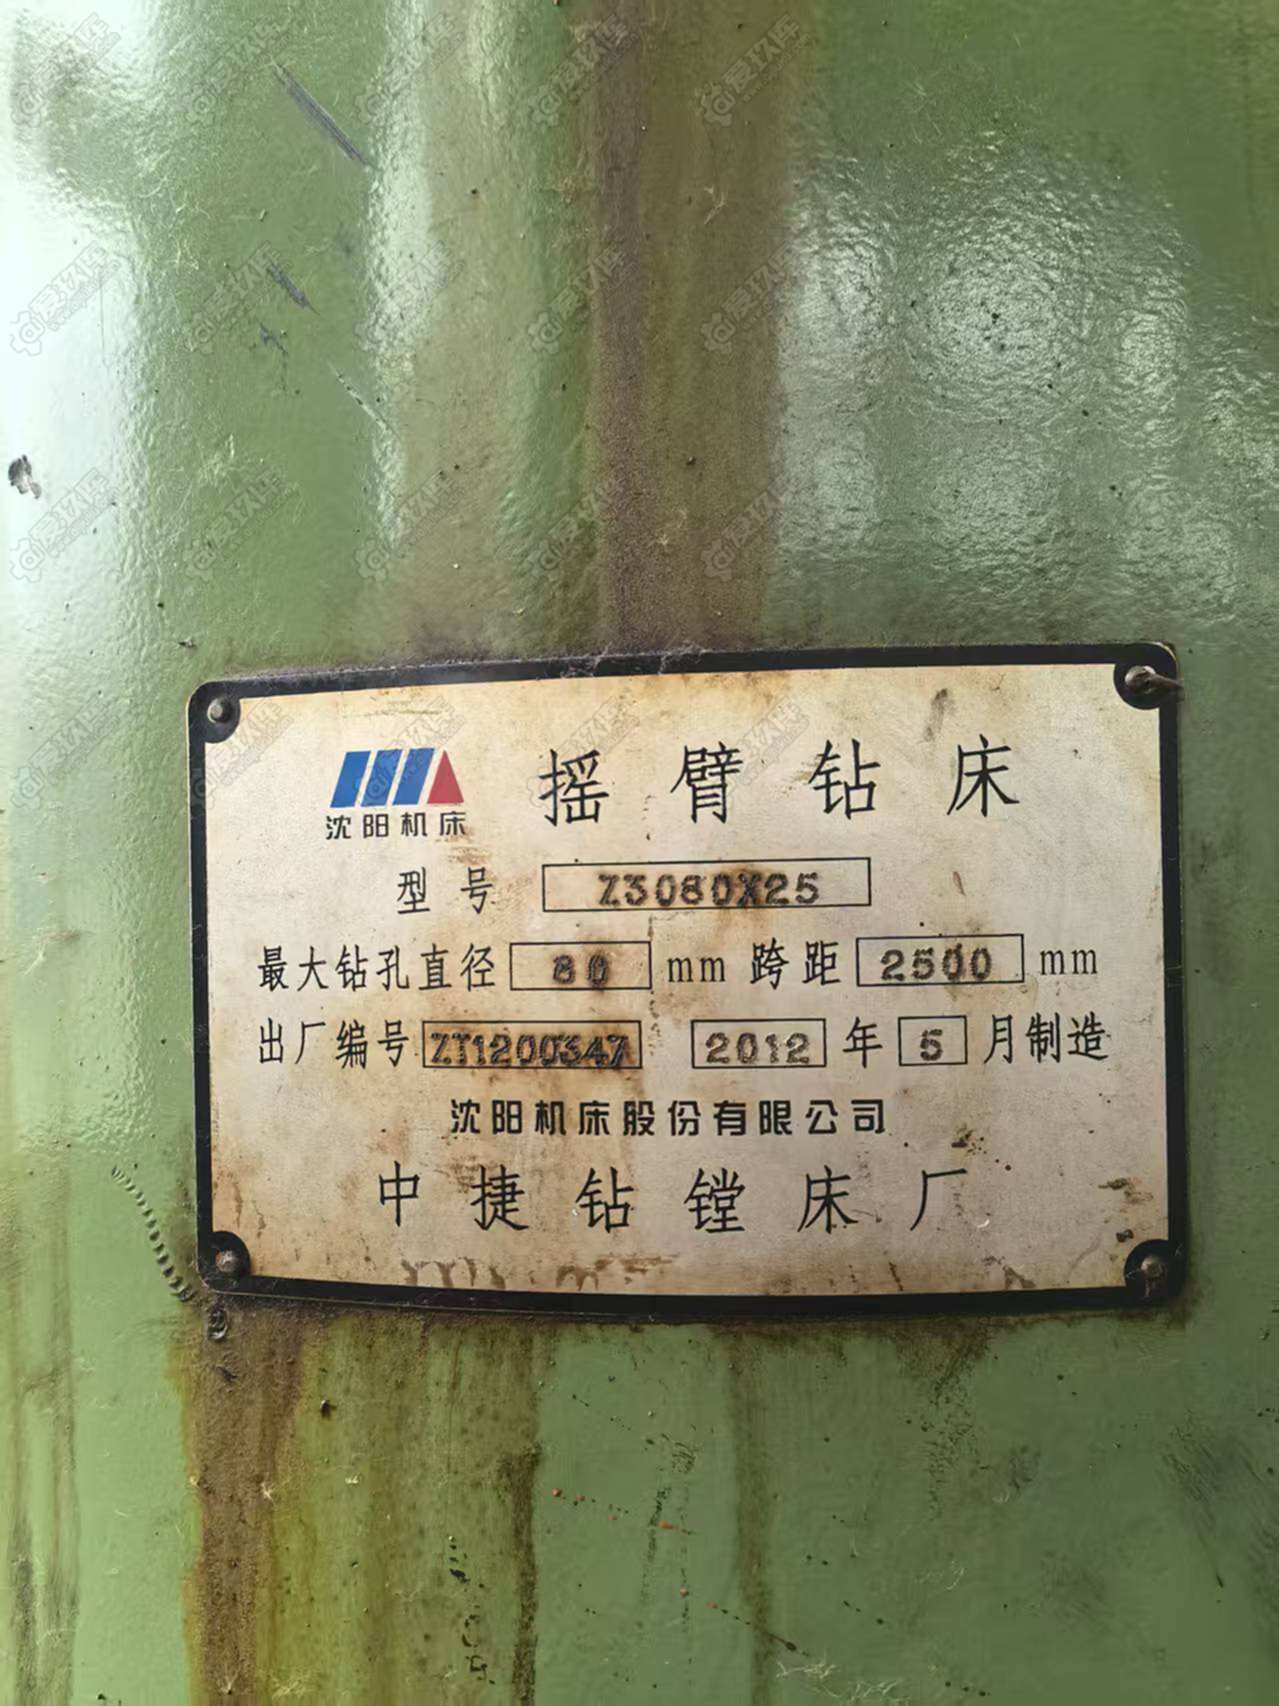 沈阳机床
摇臂钻床
型号 Z3080X25
最大钻孔直径 80 mm 跨距 2500 mm
出厂编号 ZT1200347 2012 年 5 月制造
沈阳机床股份有限公司
中捷钻镗床厂